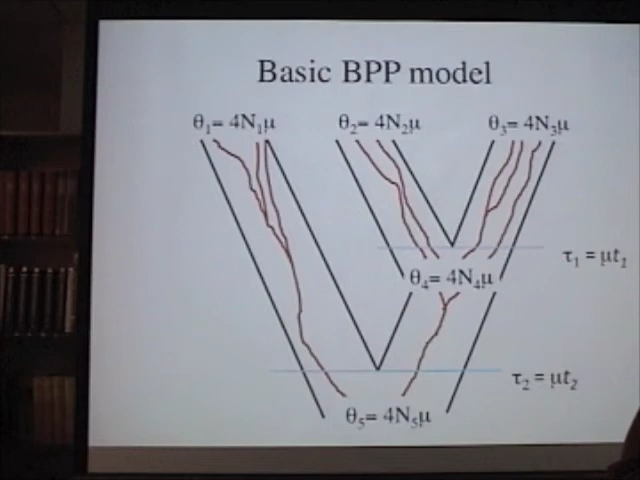 Basic BPP model
θ₁= 4N₁μ
θ₂= 4N₂μ
θ₃= 4N₃μ
τ₁ = μt₁
θ₄= 4N₄μ
τ₂ = μt₂
θ₅= 4N₅μ